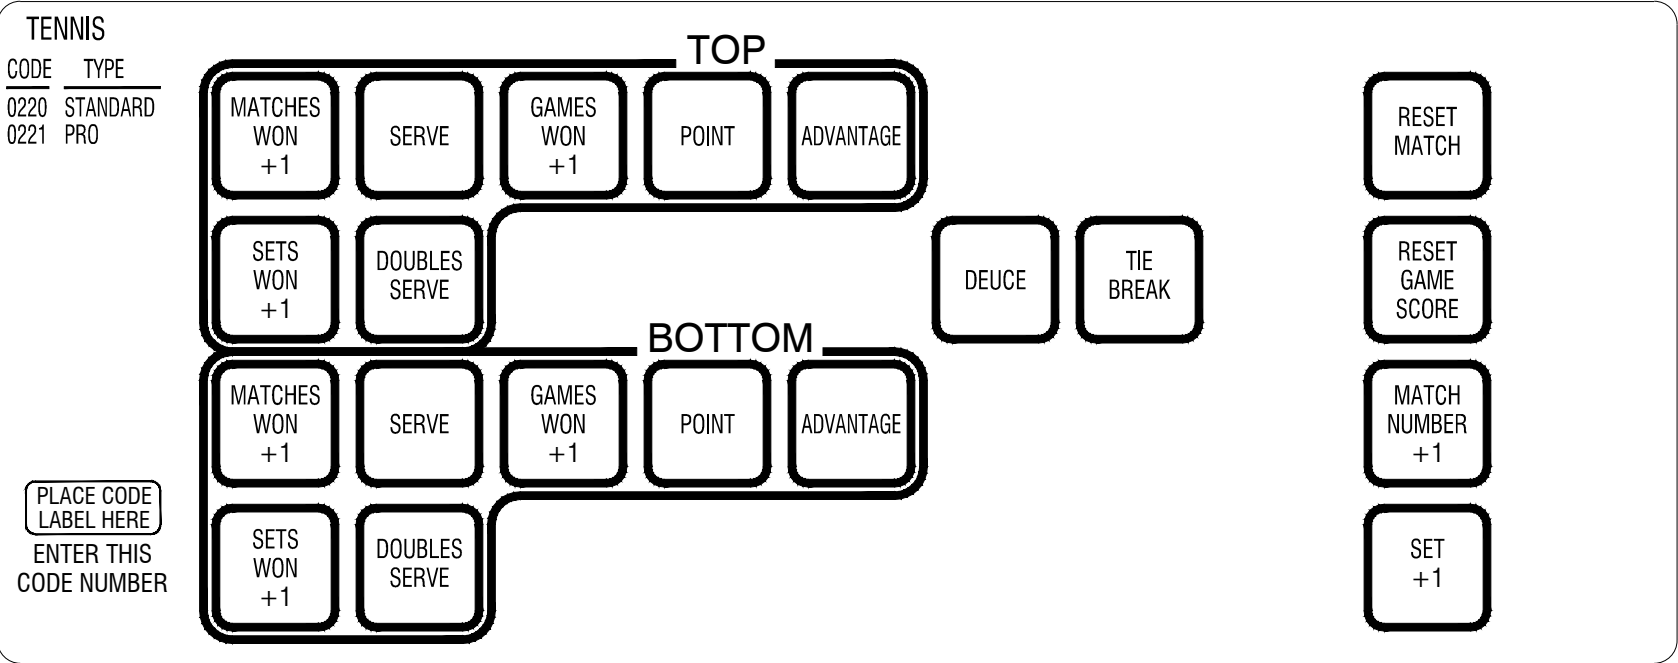 TENNIS
CODE TYPE
0220 STANDARD
0221 PRO
TOP
MATCHES
WON
+1
SERVE
GAMES
WON
+1
POINT
ADVANTAGE
SETS
WON
+1
DOUBLES
SERVE
BOTTOM
MATCHES
WON
+1
SERVE
GAMES
WON
+1
POINT
ADVANTAGE
SETS
WON
+1
DOUBLES
SERVE
DEUCE
TIE
BREAK
RESET
MATCH
RESET
GAME
SCORE
MATCH
NUMBER
+1
SET
+1
PLACE CODE
LABEL HERE
ENTER THIS
CODE NUMBER